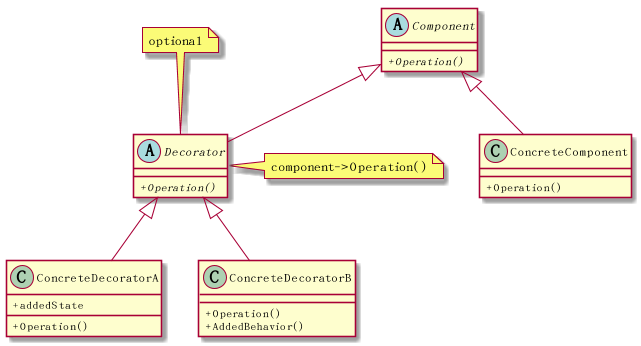 A Component
+Operation()
optional
A Decorator
+Operation()
component->Operation()
C ConcreteComponent
+Operation()
C ConcreteDecoratorA
+addedState
+Operation()
C ConcreteDecoratorB
+Operation()
+AddedBehavior()